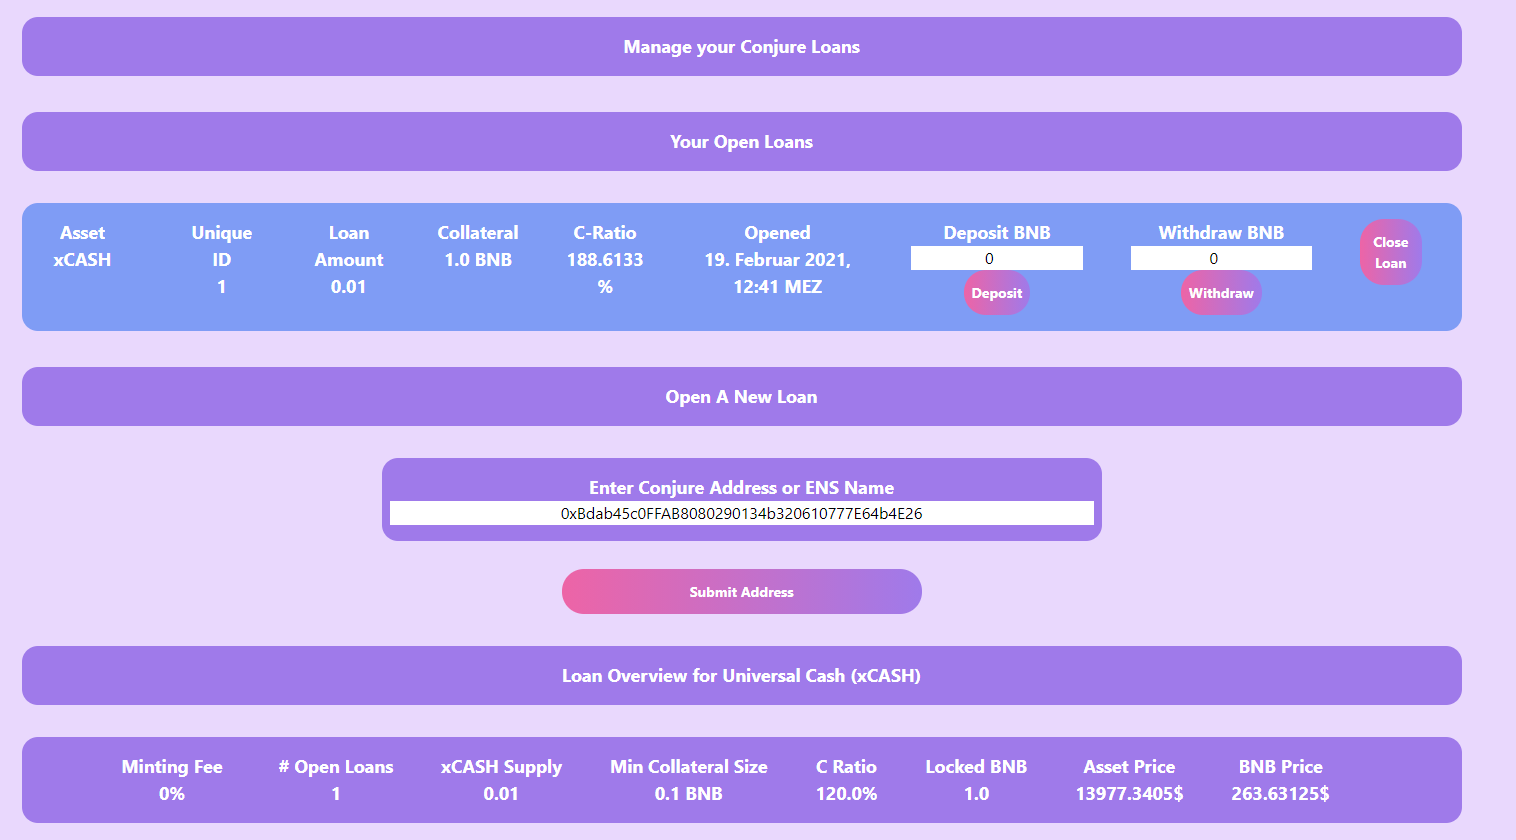 Manage your Conjure Loans
Your Open Loans
Asset Unique Loan Collateral C-Ratio Opened Deposit BNB Withdraw BNB Close
xCASH ID Amount 1.0 BNB 188.6133 19. Februar 2021, 0 0 Loan
1 0.01 % 12:41 MEZ Deposit Withdraw
Open A New Loan
Enter Conjure Address or ENS Name
0xBdab45c0FFAB8080290134b320610777E64b4E26
Submit Address
Loan Overview for Universal Cash (xCASH)
Minting Fee # Open Loans xCASH Supply Min Collateral Size C Ratio Locked BNB Asset Price BNB Price
0% 1 0.01 0.1 BNB 120.0% 1.0 13977.3405$ 263.63125$